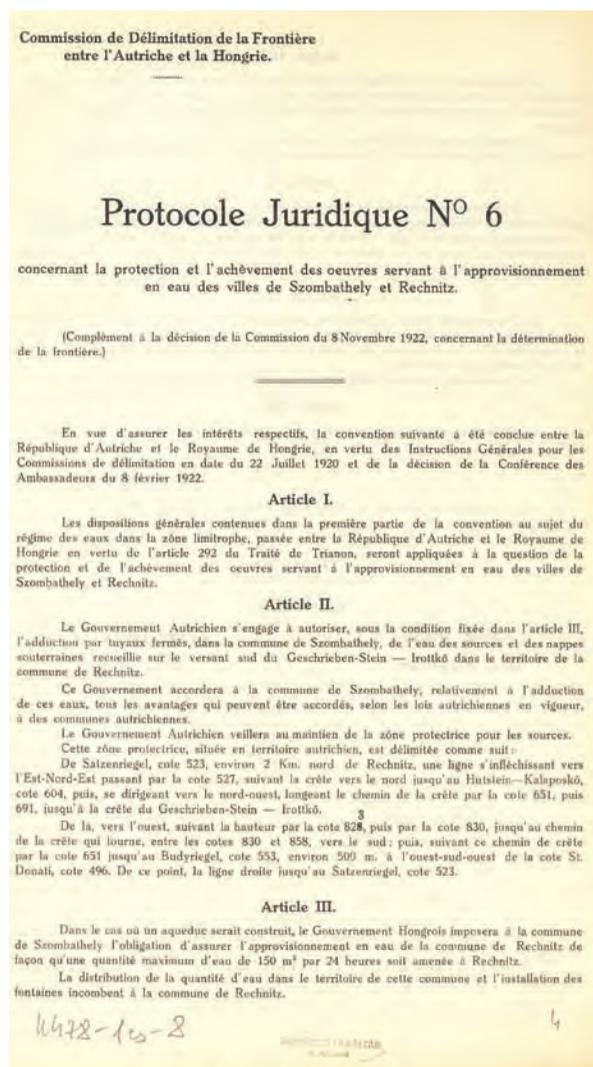 Commission de Délimitation de la Frontière
entre l'Autriche et la Hongrie.
Protocole Juridique Nº 6
concernant la protection et l'achèvement des oeuvres servant à l'approvisionnement
en eau des villes de Szombathely et Rechnitz.
(Complément à la décision de la Commission du 8 Novembre 1922, concernant la détermination
de la frontière.)
En vue d'assurer les intérêts respectifs, la convention suivante a été conclue entre la
République d'Autriche et le Royaume de Hongrie, en vertu des Instructions Générales pour les
Commissions de délimitation en date du 22 Juillet 1920 et de la décision de la Conférence des
Ambassadeurs du 8 février 1922.
Article I.
Les dispositions générales contenues dans la première partie de la convention au sujet du
régime des eaux dans la zône limitrophe, passée entre la République d'Autriche et le Royaume de
Hongrie en vertu de l'article 292 du Traité de Trianon, seront appliquées à la question de la
protection et de l'achèvement des oeuvres servant à l'approvisionnement en eau des villes de
Szombathely et Rechnitz.
Article II.
Le Gouvernement Autrichien s'engage à autoriser, sous la condition fixée dans l'article III,
l'adduction par tuyaux fermés, dans la commune de Szombathely, de l'eau des sources et des nappes
souterraines recueillie sur le versant sud du Geschrieben-Stein — Irottkő dans le territoire de la
commune de Rechnitz.
Ce Gouvernement accordera à la commune de Szombathely, relativement à l'adduction
de ces eaux, tous les avantages qui peuvent être accordés, selon les lois autrichiennes en vigueur,
à des communes autrichiennes.
Le Gouvernement Autrichien veillera au maintien de la zône protectrice pour les sources.
Cette zône protectrice, située en territoire autrichien, est délimitée comme suit:
De Satzenriegel, cote 523, environ 2 Km. nord de Rechnitz, une ligne s'infléchissant vers
l'Est-Nord-Est passant par la cote 527, suivant la crête vers le nord jusqu'au Hutstein—Kalaposkő,
cote 604, puis, se dirigeant vers le nord-ouest, longeant le chemin de la crête par la cote 651, puis
691, jusqu'à la crête du Geschrieben-Stein — Irottkő.
3
De là, vers l'ouest, suivant la hauteur par la cote 828, puis par la cote 830, jusqu'au chemin
de la crête qui tourne, entre les cotes 830 et 858, vers le sud; puis, suivant ce chemin de crête
par la cote 651 jusqu'au Budyriegel, cote 553, environ 500 m. à l'ouest-sud-ouest de la cote St.
Donati, cote 496. De ce point, la ligne droite jusqu'au Satzenriegel, cote 523.
Article III.
Dans le cas où un aqueduc serait construit, le Gouvernement Hongrois imposera à la commune
de Szombathely l'obligation d'assurer l'approvisionnement en eau de la commune de Rechnitz de
façon qu'une quantité maximum d'eau de 150 m³ par 24 heures soit amenée à Rechnitz.
La distribution de la quantité d'eau dans le territoire de cette commune et l'installation des
fontaines incombent à la commune de Rechnitz.
4